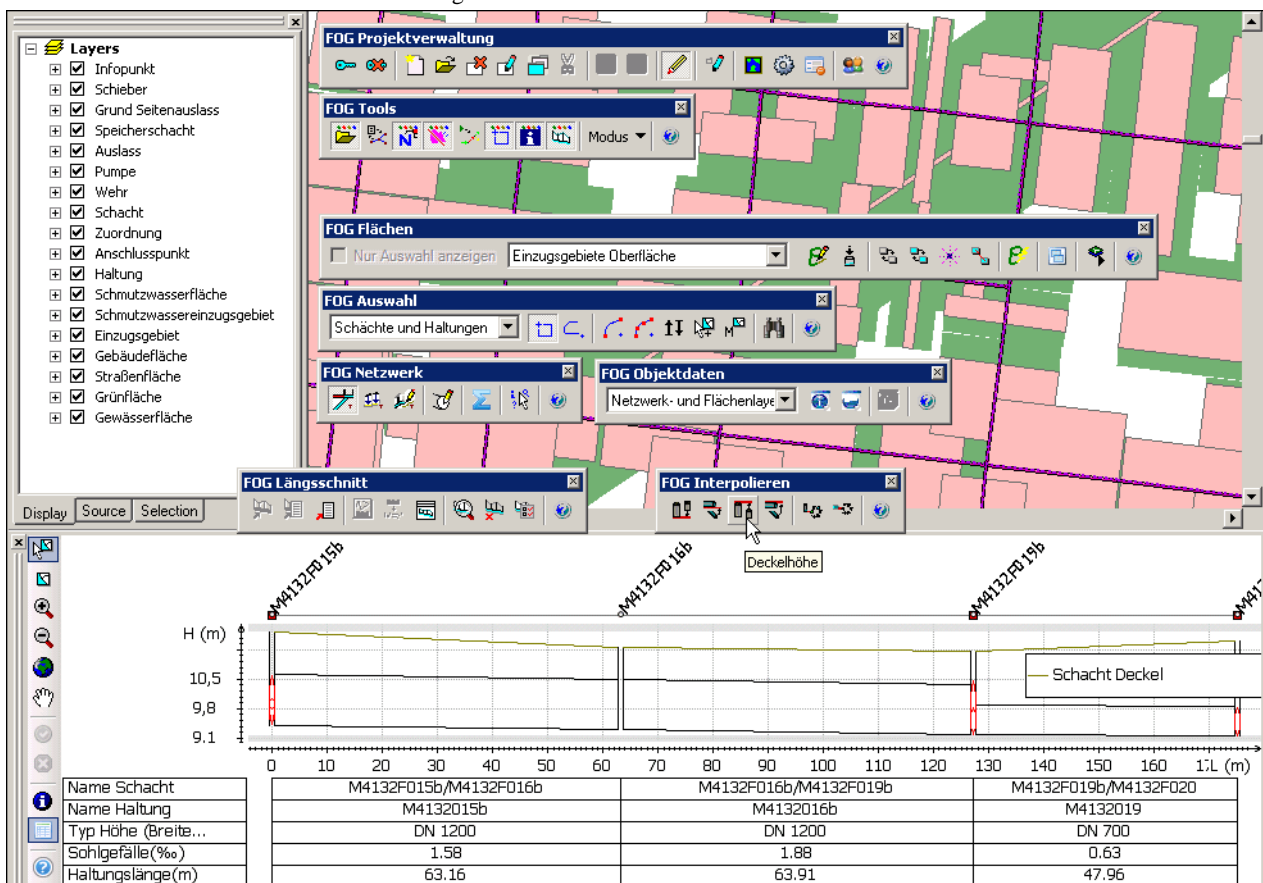 Layers
Infopunkt
Schieber
Grund Seitenauslass
Speicherschacht
Auslass
Pumpe
Wehr
Schacht
Zuordnung
Anschlusspunkt
Haltung
Schmutzwasserfläche
Schmutzwassereinzugsgebiet
Einzugsgebiet
Gebäudefläche
Straßenfläche
Grünfläche
Gewässerfläche
Display Source Selection
FOG Projektverwaltung
FOG Tools
Modus
FOG Flächen
Nur Auswahl anzeigen Einzugsgebiete Oberfläche
FOG Auswahl
Schächte und Haltungen
FOG Netzwerk
FOG Objektdaten
Netzwerk- und Flächenlaye
FOG Längsschnitt
FOG Interpolieren
Deckelhöhe
M4132F015b M4132F016b M4132F019b
H (m)
10,5
9,8
9.1
Schacht Deckel
0 10 20 30 40 50 60 70 80 90 100 110 120 130 140 150 160 L (m)
Name Schacht M4132F015b/M4132F016b M4132F016b/M4132F019b M4132F019b/M4132F020
Name Haltung M4132015b M4132016b M4132019
Typ Höhe (Breite... DN 1200 DN 1200 DN 700
Sohlgefälle(‰) 1.58 1.88 0.63
Haltungslänge(m) 63.16 63.91 47.96